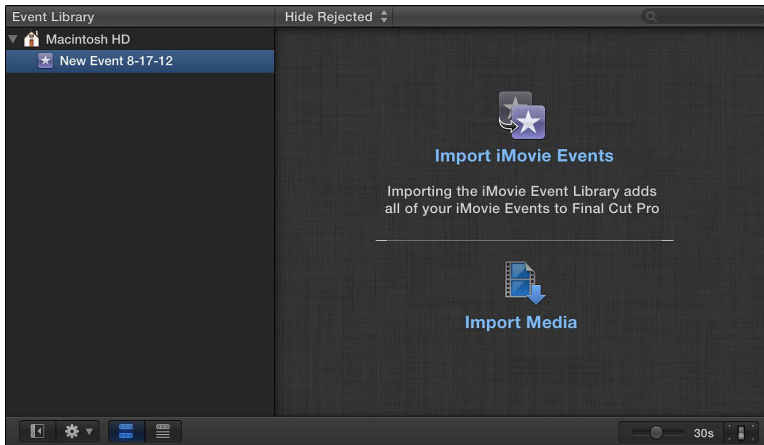 Event Library
Hide Rejected
Macintosh HD
New Event 8-17-12
Import iMovie Events
Importing the iMovie Event Library adds
all of your iMovie Events to Final Cut Pro
Import Media
30s